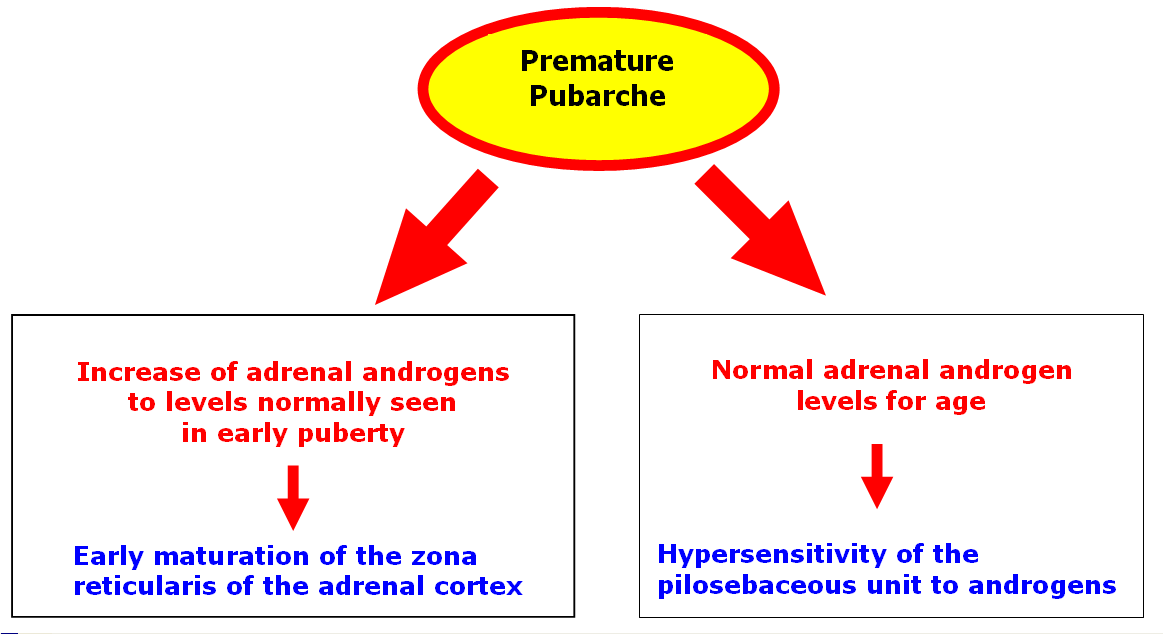 Premature
Pubarche
Increase of adrenal androgens
to levels normally seen
in early puberty
Early maturation of the zona
reticularis of the adrenal cortex
Normal adrenal androgen
levels for age
Hypersensitivity of the
pilosebaceous unit to androgens